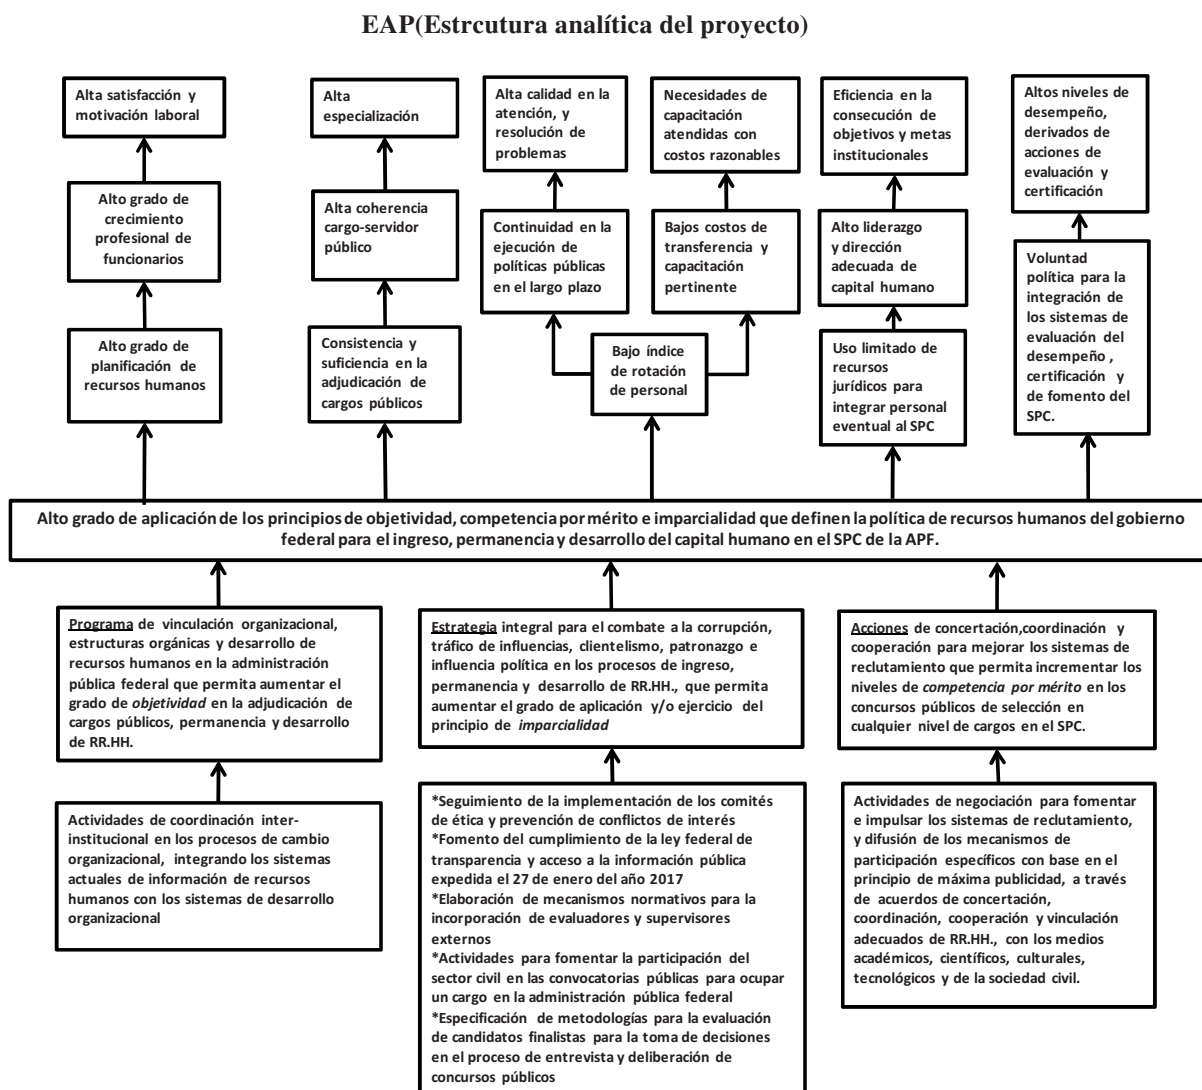 EAP(Estrcutura analítica del proyecto)
Alta satisfacción y
motivación laboral
Alta
especialización
Alta calidad en la
atención, y
resolución de
problemas
Necesidades de
capacitación
atendidas con
costos razonables
Eficiencia en la
consecución de
objetivos y metas
institucionales
Altos niveles de
desempeño,
derivados de
acciones de
evaluación y
certificación
Alto grado de
crecimiento
profesional de
funcionarios
Alta coherencia
cargo-servidor
público
Continuidad en la
ejecución de
políticas públicas
en el largo plazo
Bajos costos de
transferencia y
capacitación
pertinente
Alto liderazgo
y dirección
adecuada de
capital humano
Voluntad
política para la
integración de
los sistemas de
evaluación del
desempeño ,
certificación y
de fomento del
SPC.
Alto grado de
planificación de
recursos humanos
Consistencia y
suficiencia en la
adjudicación de
cargos públicos
Bajo índice
de rotación
de personal
Uso limitado de
recursos
jurídicos para
integrar personal
eventual al SPC
Alto grado de aplicación de los principios de objetividad, competencia por mérito e imparcialidad que definen la política de recursos humanos del gobierno
federal para el ingreso, permanencia y desarrollo del capital humano en el SPC de la APF.
Programa de vinculación organizacional,
estructuras orgánicas y desarrollo de
recursos humanos en la administración
pública federal que permita aumentar el
grado de objetividad en la adjudicación de
cargos públicos, permanencia y desarrollo
de RR.HH.
Estrategia integral para el combate a la corrupción,
tráfico de influencias, clientelismo, patronazgo e
influencia política en los procesos de ingreso,
permanencia y desarrollo de RR.HH., que permita
aumentar el grado de aplicación y/o ejercicio del
principio de imparcialidad
Acciones de concertación,coordinación y
cooperación para mejorar los sistemas de
reclutamiento que permita incrementar los
niveles de competencia por mérito en los
concursos públicos de selección en
cualquier nivel de cargos en el SPC.
Actividades de coordinación inter-
institucional en los procesos de cambio
organizacional, integrando los sistemas
actuales de información de recursos
humanos con los sistemas de desarrollo
organizacional
*Seguimiento de la implementación de los comités
de ética y prevención de conflictos de interés
*Fomento del cumplimiento de la ley federal de
transparencia y acceso a la información pública
expedida el 27 de enero del año 2017
*Elaboración de mecanismos normativos para la
incorporación de evaluadores y supervisores
externos
*Actividades para fomentar la participación del
sector civil en las convocatorias públicas para ocupar
un cargo en la administración pública federal
*Especificación de metodologías para la evaluación
de candidatos finalistas para la toma de decisiones
en el proceso de entrevista y deliberación de
concursos públicos
Actividades de negociación para fomentar
e impulsar los sistemas de reclutamiento,
y difusión de los mecanismos de
participación específicos con base en el
principio de máxima publicidad, a través
de acuerdos de concertación,
coordinación, cooperación y vinculación
adecuados de RR.HH., con los medios
académicos, científicos, culturales,
tecnológicos y de la sociedad civil.